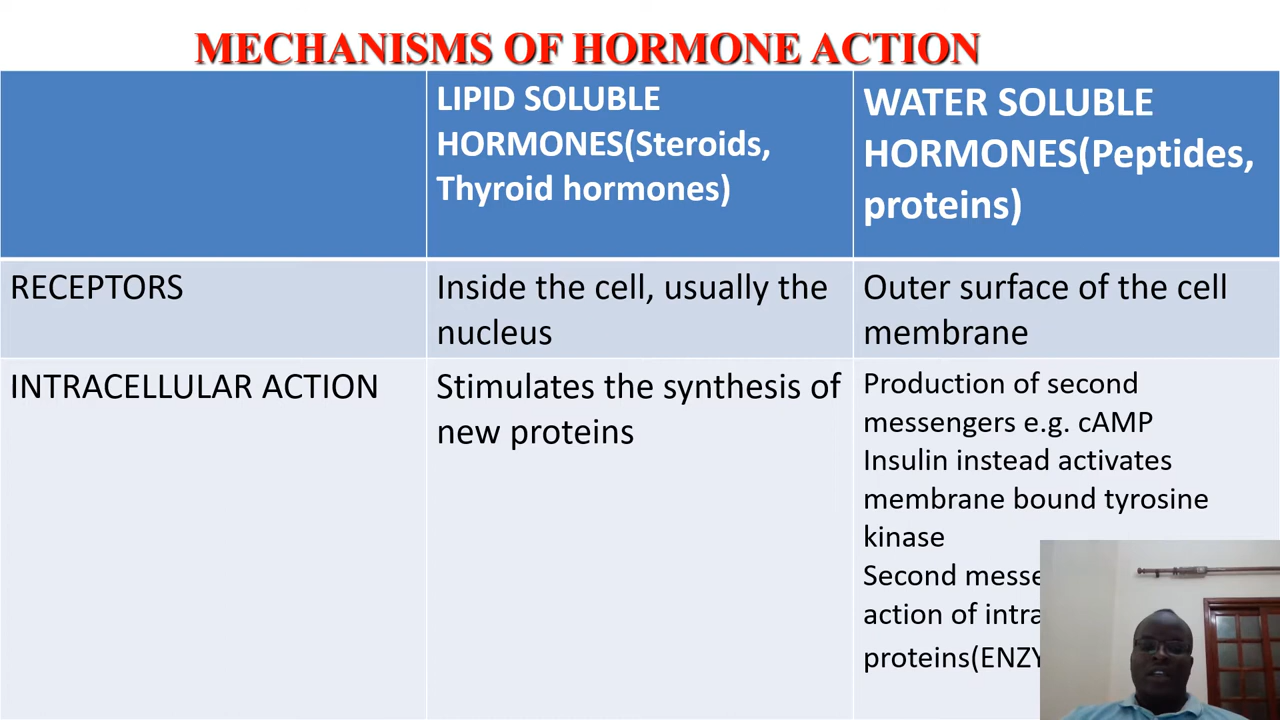 MECHANISMS OF HORMONE ACTION
LIPID SOLUBLE
HORMONES(Steroids,
Thyroid hormones)
WATER SOLUBLE
HORMONES(Peptides,
proteins)
RECEPTORS
Inside the cell, usually the
nucleus
Outer surface of the cell
membrane
INTRACELLULAR ACTION
Stimulates the synthesis of
new proteins
Production of second
messengers e.g. cAMP
Insulin instead activates
membrane bound tyrosine
kinase
Second
action of